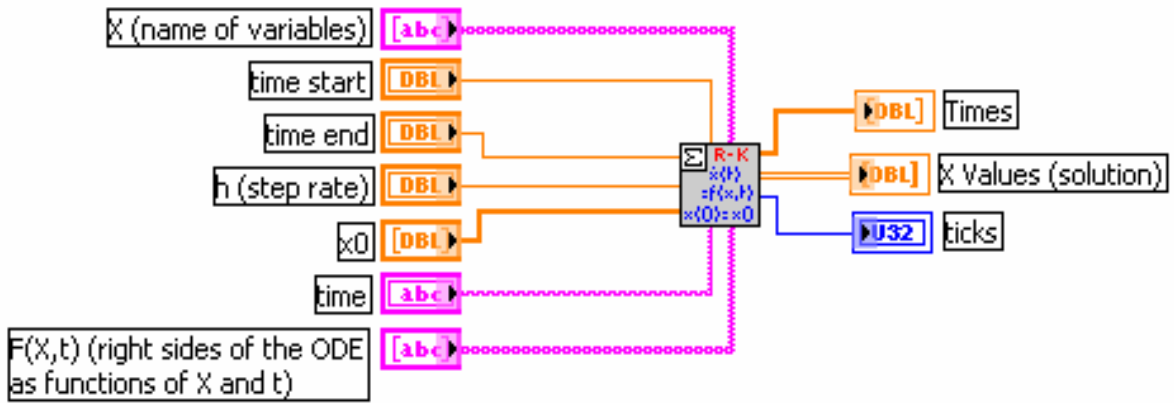 X (name of variables)
[abc]
time start
DBL
time end
DBL
h (step rate)
DBL
x0
[DBL]
time
abc
F(X,t) (right sides of the ODE
as functions of X and t)
[abc]
Σ R-K
ẋ(t)
=f(x,t)
x(0)=x0
[DBL]
Times
[DBL]
X Values (solution)
U32
ticks